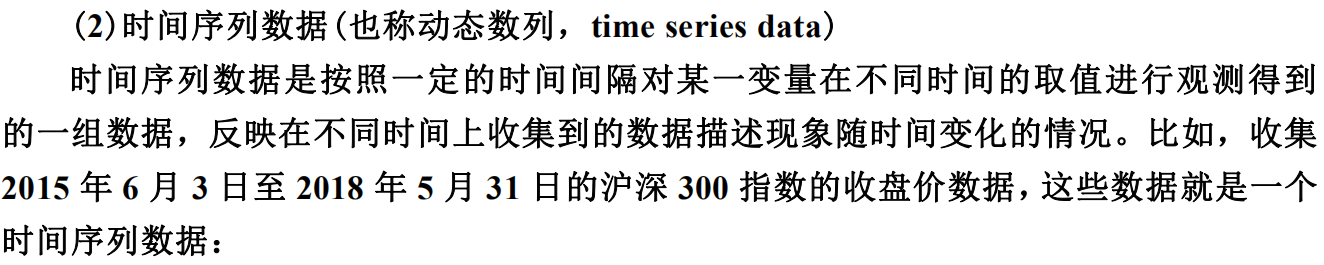 (2)时间序列数据(也称动态数列，time series data)
时间序列数据是按照一定的时间间隔对某一变量在不同时间的取值进行观测得到
的一组数据，反映在不同时间上收集到的数据描述现象随时间变化的情况。比如，收集
2015 年 6 月 3 日至 2018 年 5 月 31 日的沪深 300 指数的收盘价数据，这些数据就是一个
时间序列数据：